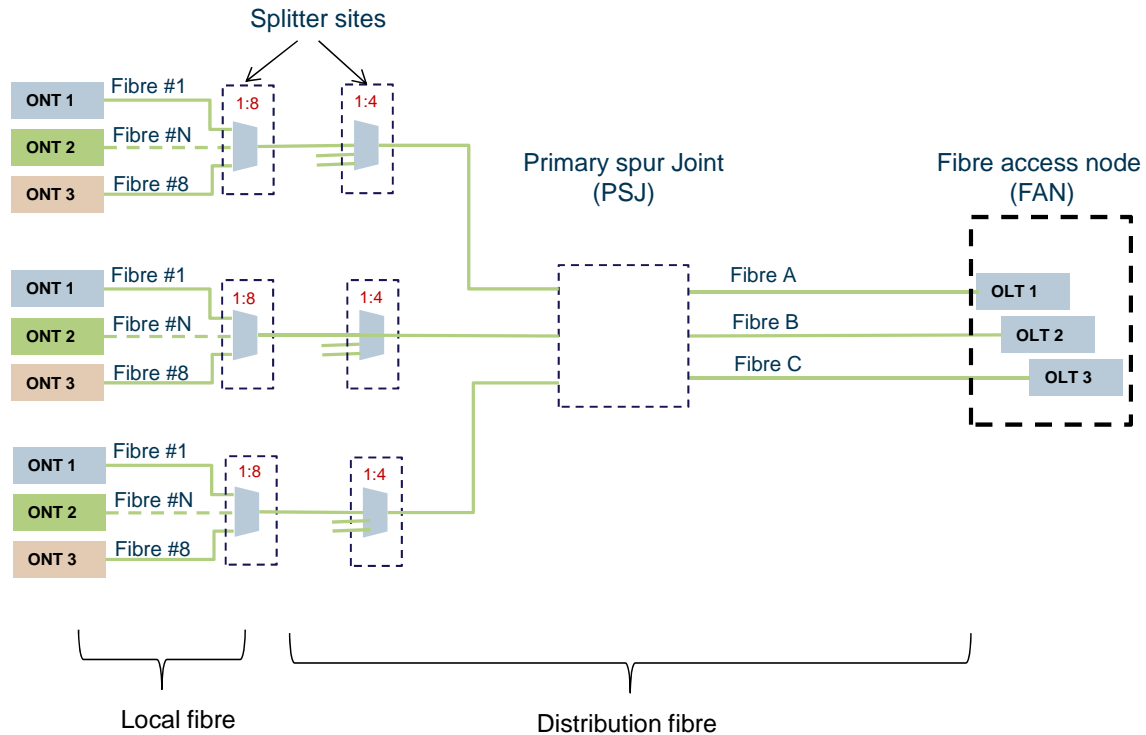 Splitter sites
Fibre #1
1:8
1:4
ONT 1
Fibre #N
ONT 2
Fibre #8
ONT 3
Primary spur Joint
(PSJ)
Fibre access node
(FAN)
Fibre #1
1:8
1:4
ONT 1
Fibre #N
ONT 2
Fibre #8
ONT 3
Fibre A
OLT 1
Fibre B
OLT 2
Fibre C
OLT 3
Fibre #1
1:8
1:4
ONT 1
Fibre #N
ONT 2
Fibre #8
ONT 3
Local fibre
Distribution fibre